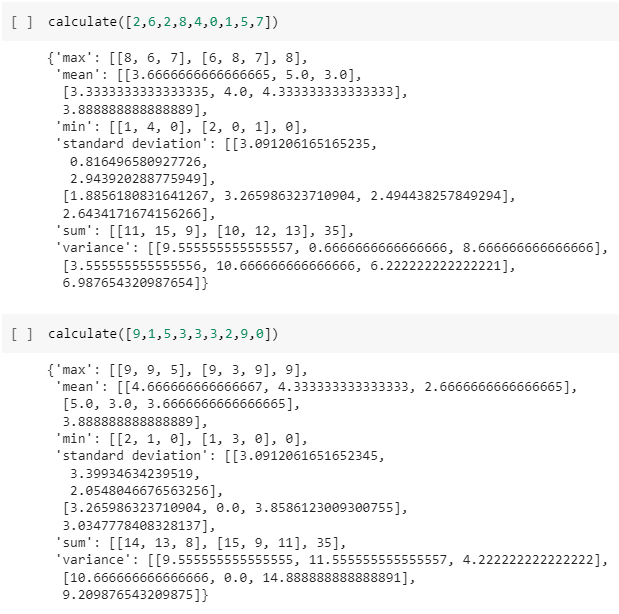 [ ] calculate([2,6,2,8,4,0,1,5,7])
{'max': [[8, 6, 7], [6, 8, 7], 8],
'mean': [[3.6666666666666665, 5.0, 3.0],
[3.3333333333333335, 4.0, 4.333333333333333],
3.888888888888889],
'min': [[1, 4, 0], [2, 0, 1], 0],
'standard deviation': [[3.091206165165235,
0.816496580927726,
2.943920288775949],
[1.8856180831641267, 3.265986323710904, 2.494438257849294],
2.6434171674156266],
'sum': [[11, 15, 9], [10, 12, 13], 35],
'variance': [[9.555555555555557, 0.6666666666666666, 8.666666666666666],
[3.555555555555556, 10.666666666666666, 6.222222222222221],
6.987654320987654]}
[ ] calculate([9,1,5,3,3,3,2,9,0])
{'max': [[9, 9, 5], [9, 3, 9], 9],
'mean': [[4.666666666666667, 4.333333333333333, 2.6666666666666665],
[5.0, 3.0, 3.6666666666666665],
3.888888888888889],
'min': [[2, 1, 0], [1, 3, 0], 0],
'standard deviation': [[3.0912061651652345,
3.39934634239519,
2.0548046676563256],
[3.265986323710904, 0.0, 3.8586123009300755],
3.0347778408328137],
'sum': [[14, 13, 8], [15, 9, 11], 35],
'variance': [[9.555555555555555, 11.555555555555557, 4.222222222222222],
[10.666666666666666, 0.0, 14.888888888888891],
9.209876543209875]}